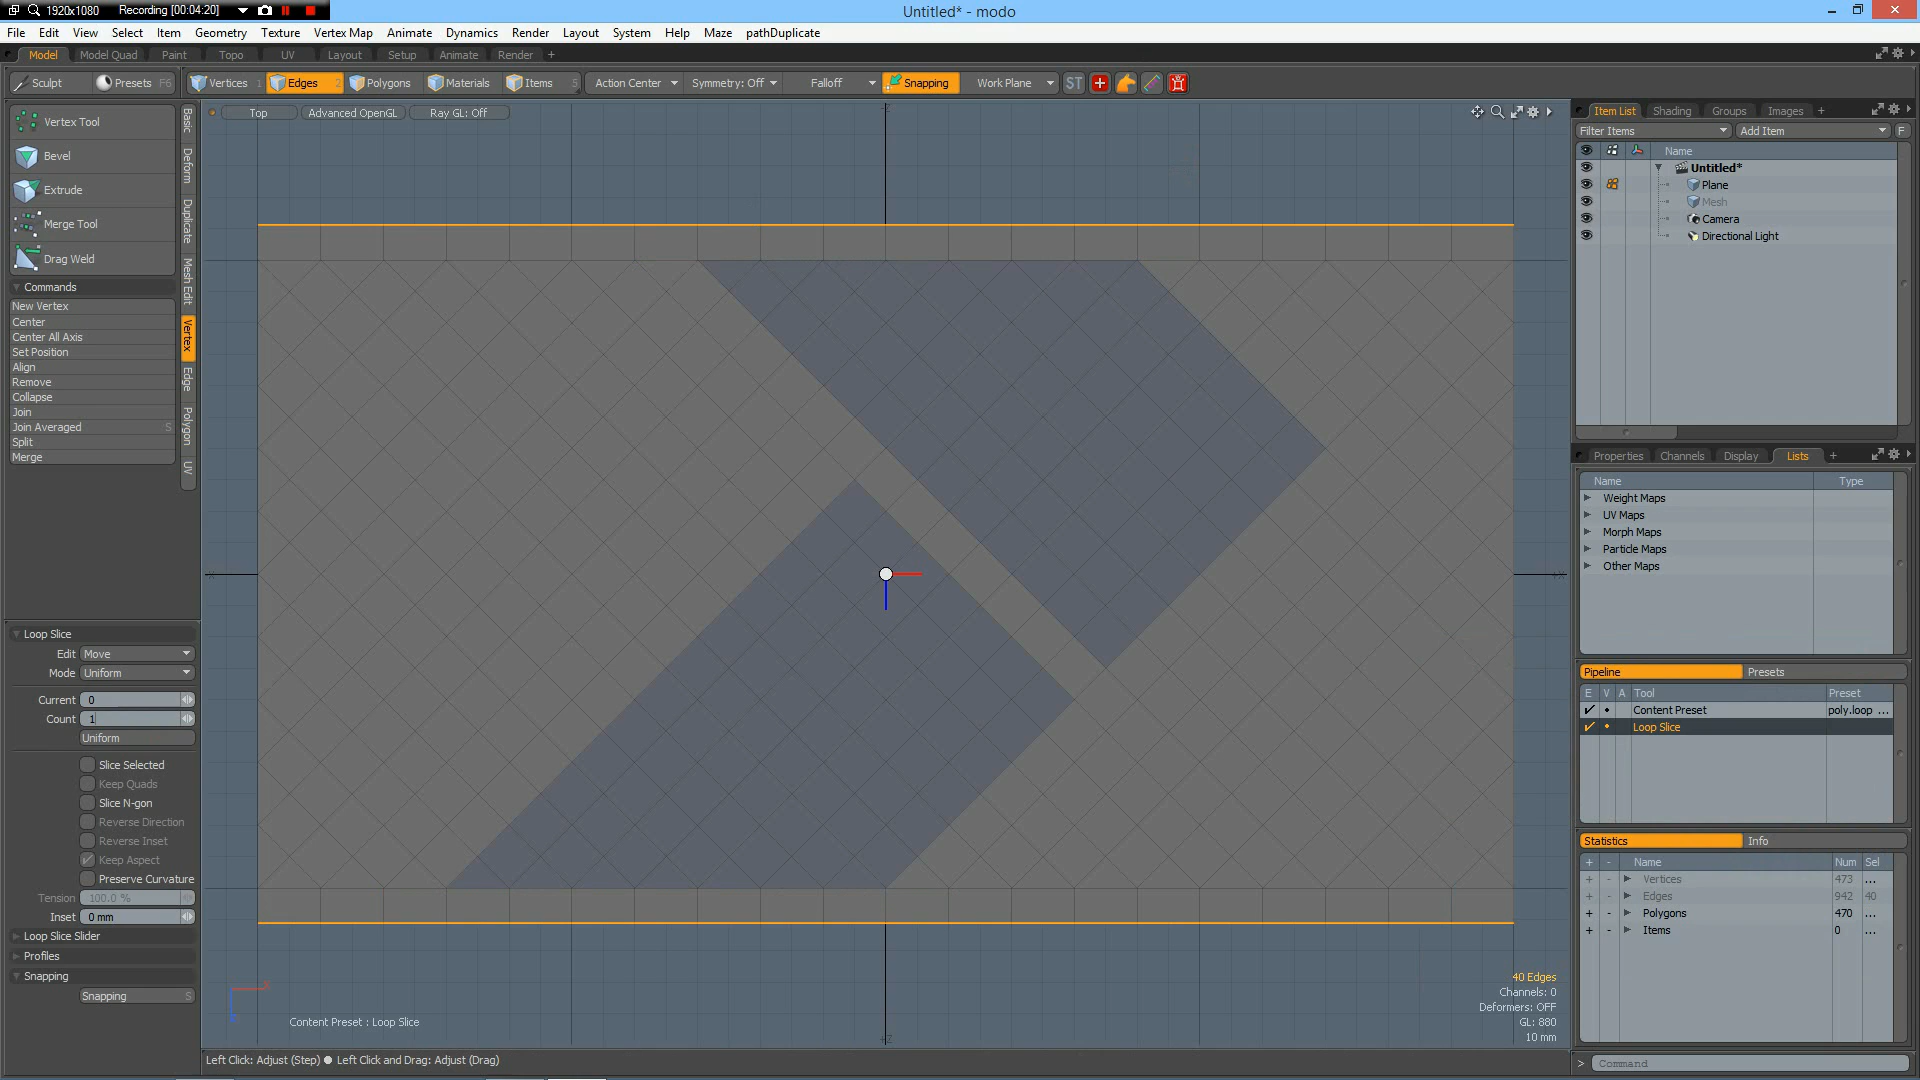 1920x1080 Recording [00:04:20]
Untitled* - modo
File Edit View Select Item Geometry Texture Vertex Map Animate Dynamics Render Layout System Help Maze pathDuplicate
Model Model Quad Paint Topo UV Layout Setup Animate Render +
Sculpt Presets F6 Vertices 1 Edges 2 Polygons Materials Items 5 Action Center Symmetry: Off Falloff Snapping Work Plane ST
Top Advanced OpenGL Ray GL: Off
Vertex Tool
Bevel
Extrude
Merge Tool
Drag Weld
Commands
New Vertex
Center
Center All Axis
Set Position
Align
Remove
Collapse
Join
Join Averaged S
Split
Merge
Basic
Deform
Duplicate
Mesh Edit
Vertex
Edge
Polygon
UV
Loop Slice
Edit Move
Mode Uniform
Current 0
Count 1
Uniform
Slice Selected
Keep Quads
Slice N-gon
Reverse Direction
Reverse Inset
Keep Aspect
Preserve Curvature
Tension 100.0 %
Inset 0 mm
Loop Slice Slider
Profiles
Snapping
Snapping S
X
Content Preset : Loop Slice
40 Edges
Channels: 0
Deformers: OFF
GL: 880
10 mm
Left Click: Adjust (Step) ● Left Click and Drag: Adjust (Drag)
Item List Shading Groups Images +
Filter Items Add Item F
Name
Untitled*
Plane
Mesh
Camera
Directional Light
Properties Channels Display Lists +
Name Type
Weight Maps
UV Maps
Morph Maps
Particle Maps
Other Maps
Pipeline Presets
E V A Tool Preset
Content Preset poly.loop ...
Loop Slice
Statistics Info
+ - Name Num Sel
+ - Vertices 473 ...
+ - Edges 942 40
+ - Polygons 470 ...
+ - Items 0 ...
> Command